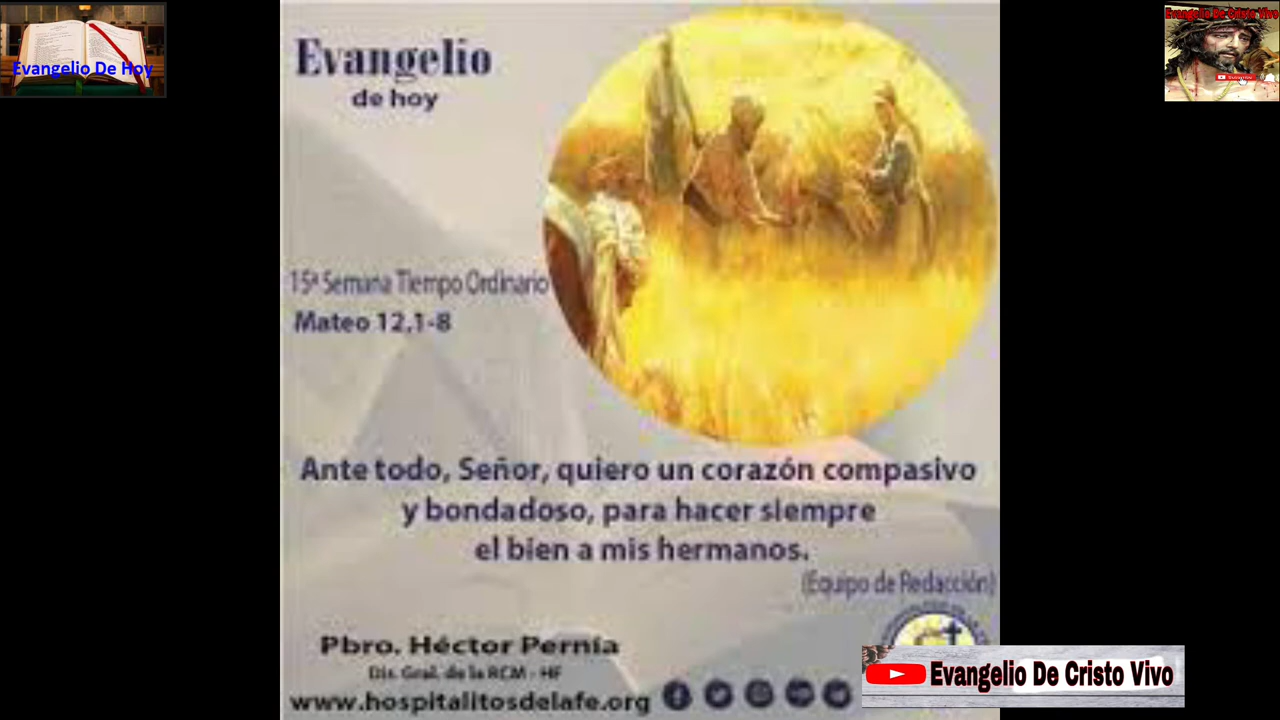 Evangelio De Hoy
Evangelio De Cristo Vivo
Evangelio
de hoy
15ª Semana Tiempo Ordinario
Mateo 12,1-8
Ante todo, Señor, quiero un corazón compasivo
y bondadoso, para hacer siempre
el bien a mis hermanos.
(Equipo de Redacción)
Pbro. Héctor Pernía
Dis. Gral. de la RCM - HF
www.hospitalitosdelafe.org
Evangelio De Cristo Vivo